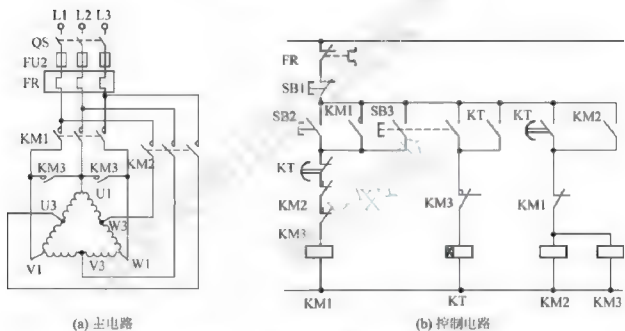 L1 L2 L3
QS
FU2
FR
KM1
KM3
KM3
KM2
U1
U3
W3
V1
V3
W1
(a) 主电路
FR
SB1
SB2
KM1
SB3
KT
KT
KM2
KT
KM2
KM3
KM3
KM1
KM1
KT
KM2
KM3
(b) 控制电路